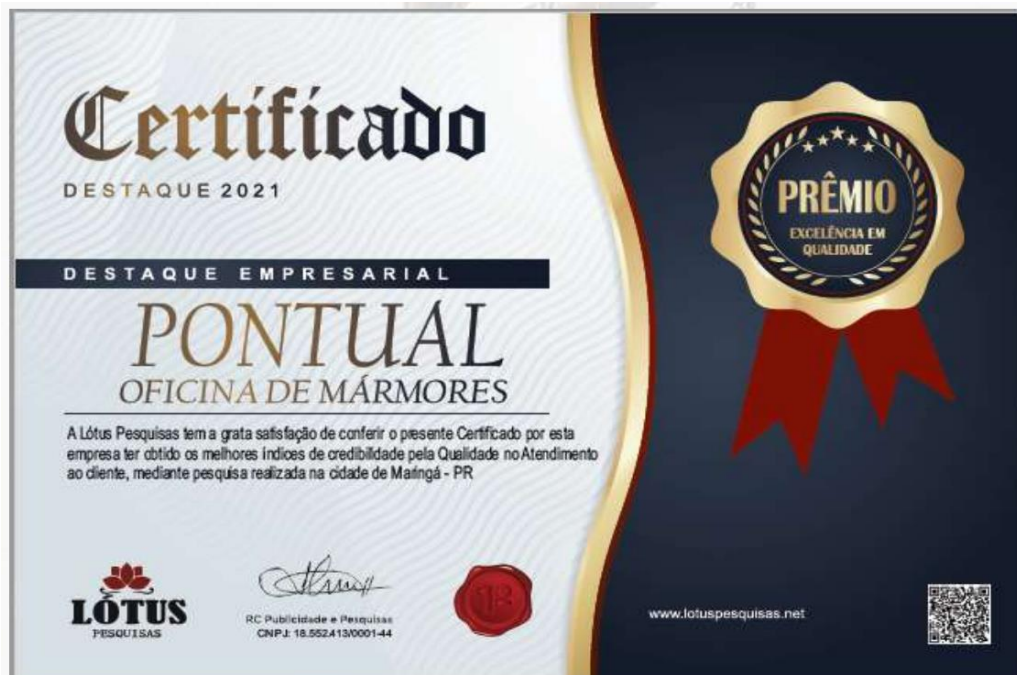 Certificado
DESTAQUE 2021
DESTAQUE EMPRESARIAL
PONTUAL
OFICINA DE MÁRMORES
A Lótus Pesquisas tem a grata satisfação de conferir o presente Certificado por esta
empresa ter obtido os melhores índices de credibilidade pela Qualidade no Atendimento
ao cliente, mediante pesquisa realizada na cidade de Maringá - PR
LÓTUS
PESQUISAS
RC Publicidade e Pesquisas
CNPJ: 18.552.413/0001-44
PRÊMIO
EXCELÊNCIA EM
QUALIDADE
www.lotuspesquisas.net